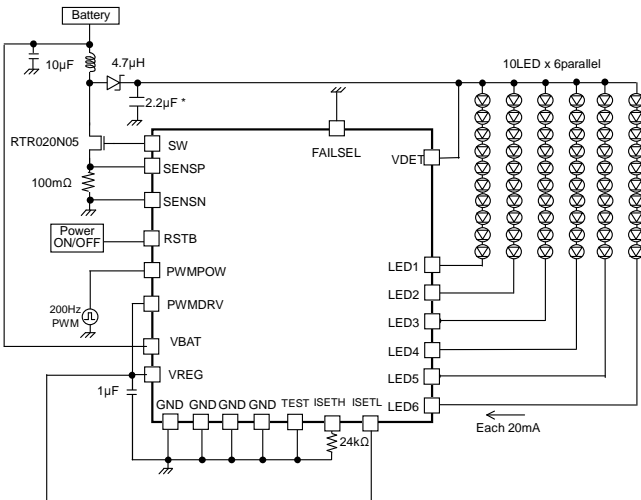 Battery
10µF
4.7µH
10LED x 6parallel
2.2µF *
RTR020N05
SW
FAILSEL
VDET
SENSP
100mΩ
SENSN
Power
ON/OFF
RSTB
LED1
PWMPOW
LED2
200Hz
PWM
PWMDRV
LED3
VBAT
LED4
VREG
LED5
1µF
GND
GND
GND
GND
TEST
ISETH
ISETL
LED6
24kΩ
Each 20mA